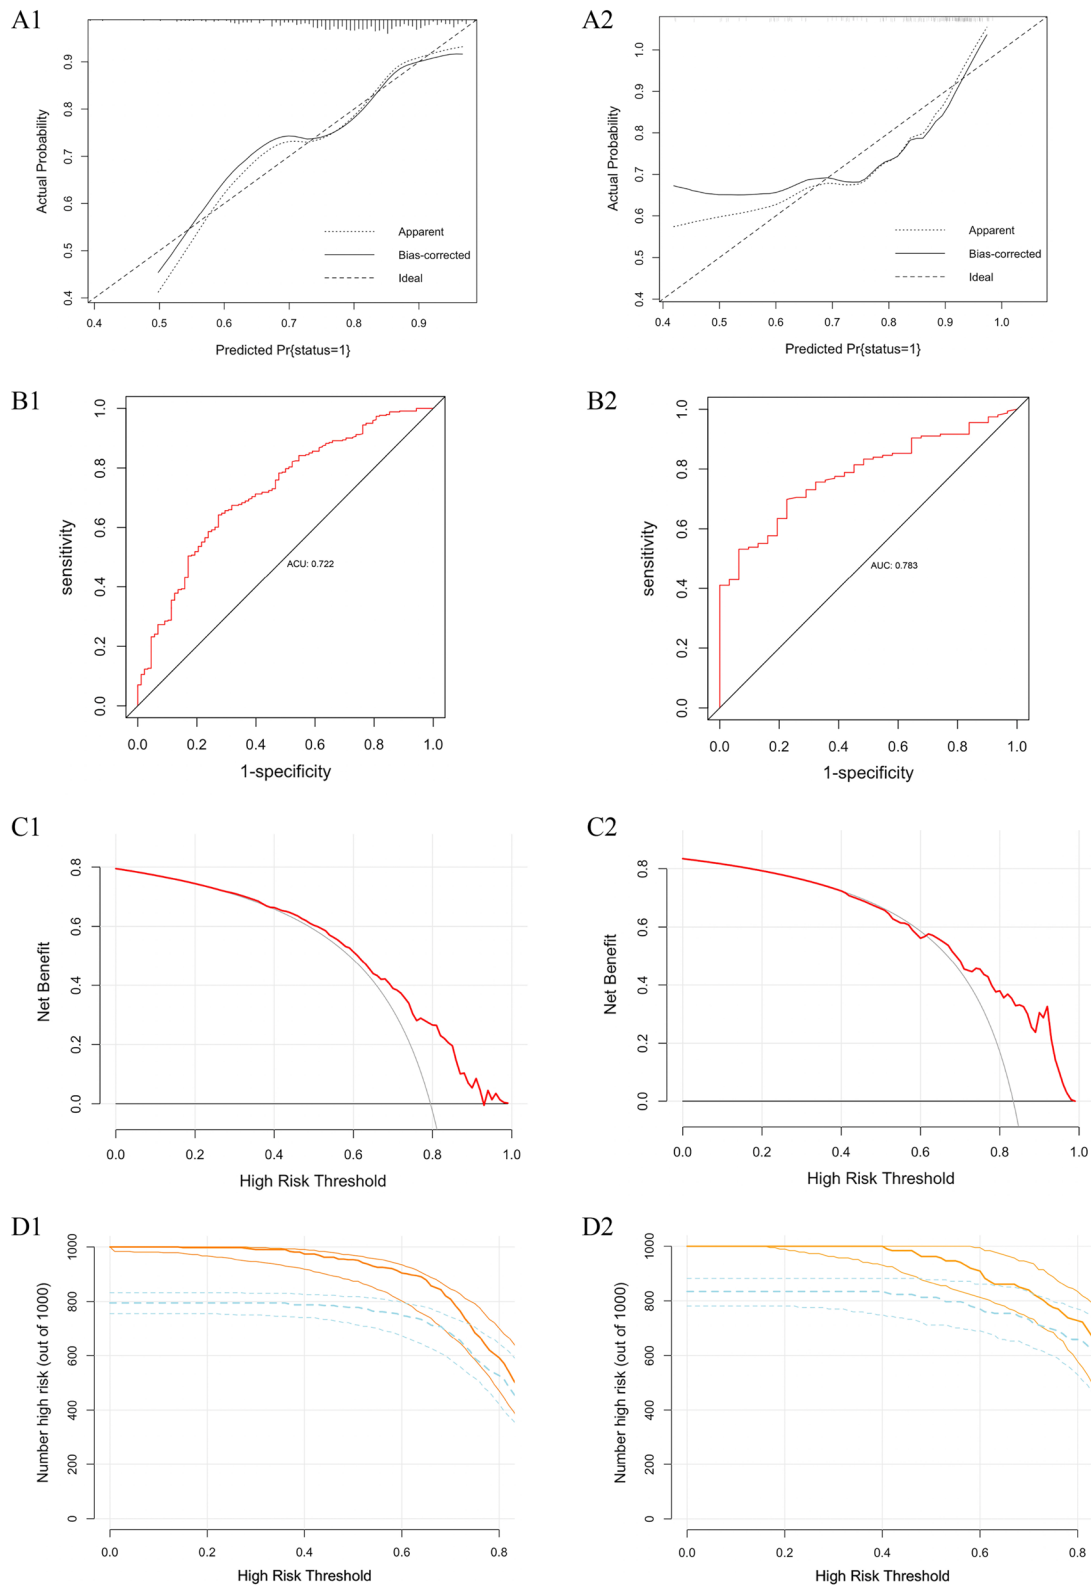 A1
Actual Probability
0.9
0.8
0.7
0.6
0.5
0.4
Apparent
Bias-corrected
Ideal
0.4 0.5 0.6 0.7 0.8 0.9
Predicted Pr{status=1}
A2
Actual Probability
1.0
0.9
0.8
0.7
0.6
0.5
0.4
Apparent
Bias-corrected
Ideal
0.4 0.5 0.6 0.7 0.8 0.9 1.0
Predicted Pr{status=1}
B1
sensitivity
1.0
0.8
0.6
0.4
0.2
0.0
ACU: 0.722
0.0 0.2 0.4 0.6 0.8 1.0
1-specificity
B2
sensitivity
1.0
0.8
0.6
0.4
0.2
0.0
AUC: 0.783
0.0 0.2 0.4 0.6 0.8 1.0
1-specificity
C1
Net Benefit
0.8
0.6
0.4
0.2
0.0
0.0 0.2 0.4 0.6 0.8 1.0
High Risk Threshold
C2
Net Benefit
0.8
0.6
0.4
0.2
0.0
0.0 0.2 0.4 0.6 0.8 1.0
High Risk Threshold
D1
Number high risk (out of 1000)
1000
800
600
400
200
0
0.0 0.2 0.4 0.6 0.8
High Risk Threshold
D2
Number high risk (out of 1000)
1000
800
600
400
200
0
0.0 0.2 0.4 0.6 0.8
High Risk Threshold